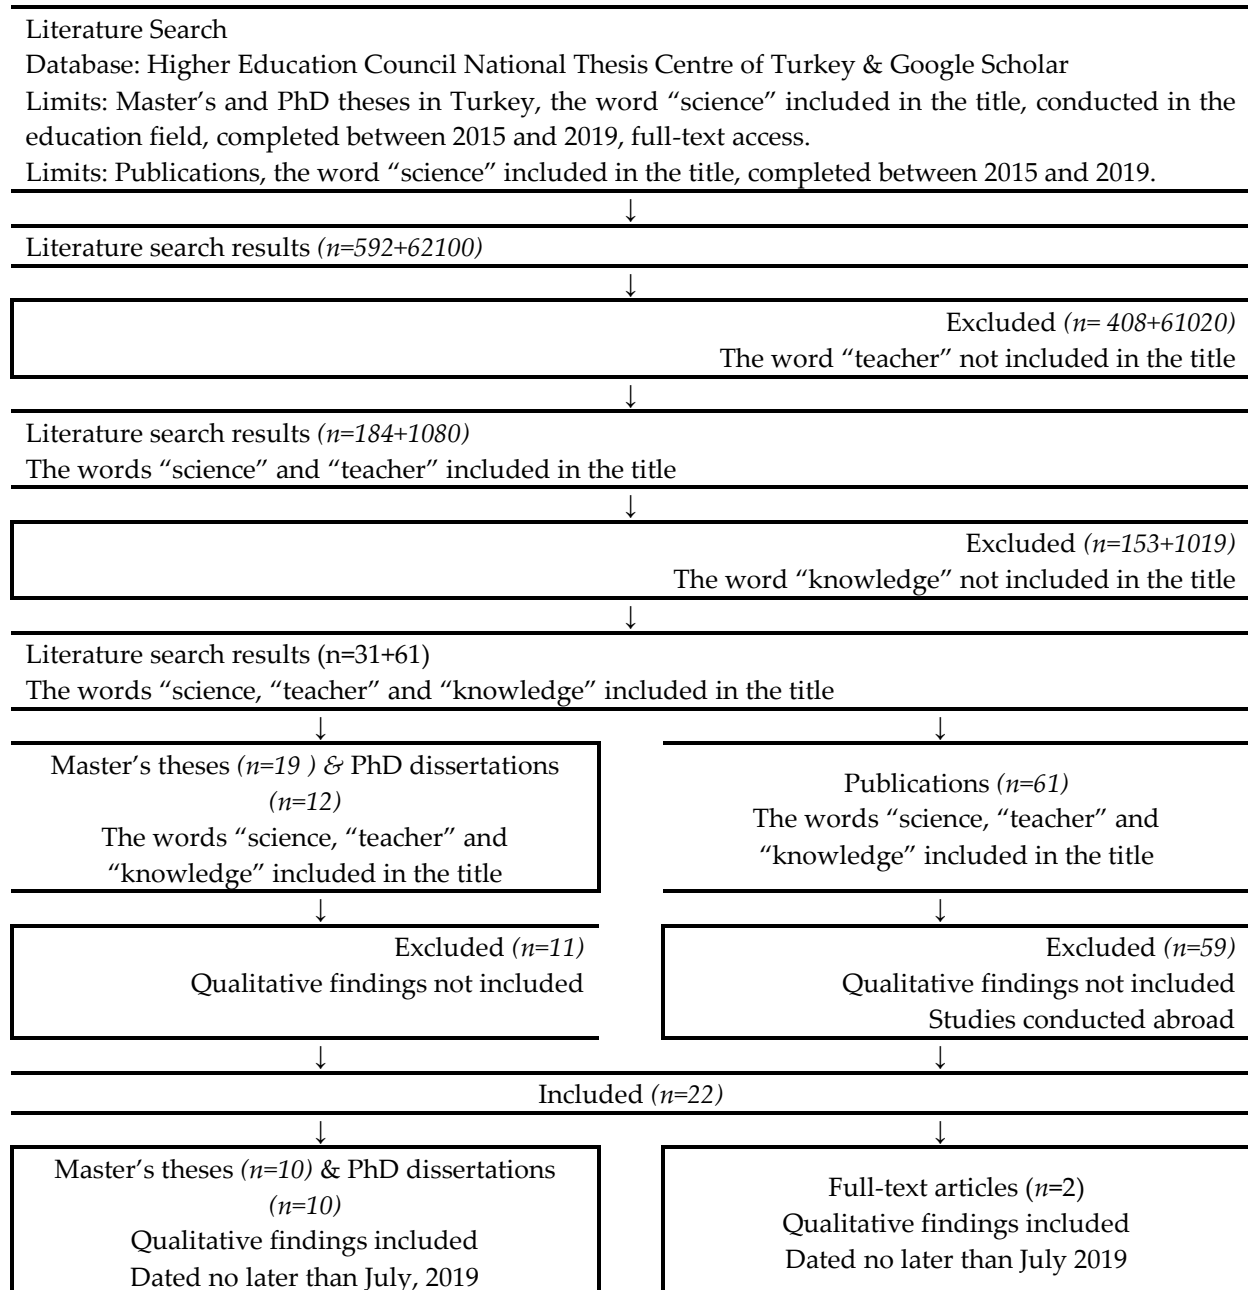 Literature Search
Database: Higher Education Council National Thesis Centre of Turkey & Google Scholar
Limits: Master’s and PhD theses in Turkey, the word “science” included in the title, conducted in the
education field, completed between 2015 and 2019, full-text access.
Limits: Publications, the word “science” included in the title, completed between 2015 and 2019.
↓
Literature search results (n=592+62100)
↓
Excluded (n= 408+61020)
The word “teacher” not included in the title
↓
Literature search results (n=184+1080)
The words “science” and “teacher” included in the title
↓
Excluded (n=153+1019)
The word “knowledge” not included in the title
↓
Literature search results (n=31+61)
The words “science, “teacher” and “knowledge” included in the title
↓
Master’s theses (n=19 ) & PhD dissertations
(n=12)
The words “science, “teacher” and
“knowledge” included in the title
↓
Publications (n=61)
The words “science, “teacher” and
“knowledge” included in the title
↓
Excluded (n=11)
Qualitative findings not included
↓
Excluded (n=59)
Qualitative findings not included
Studies conducted abroad
↓
↓
Included (n=22)
↓
Master’s theses (n=10) & PhD dissertations
(n=10)
Qualitative findings included
Dated no later than July, 2019
↓
Full-text articles (n=2)
Qualitative findings included
Dated no later than July 2019